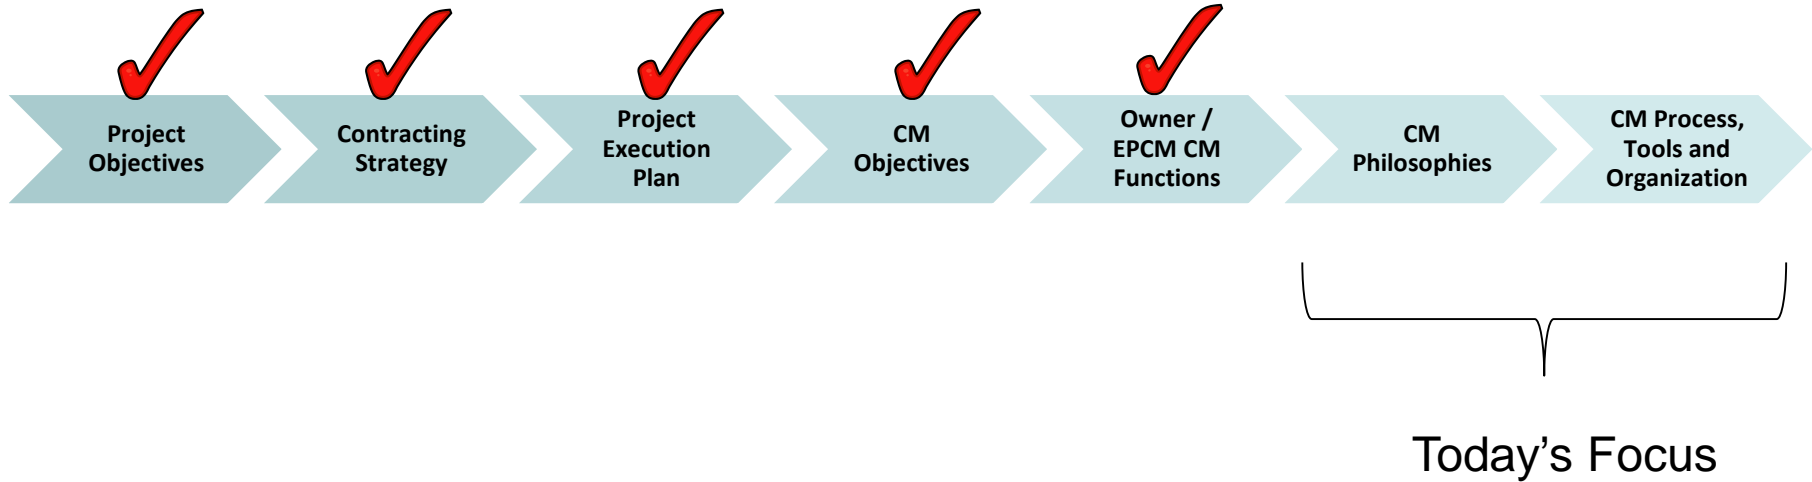 Project
Objectives
Contracting
Strategy
Project
Execution
Plan
CM
Objectives
Owner /
EPCM CM
Functions
CM
Philosophies
CM Process,
Tools and
Organization
Today’s Focus